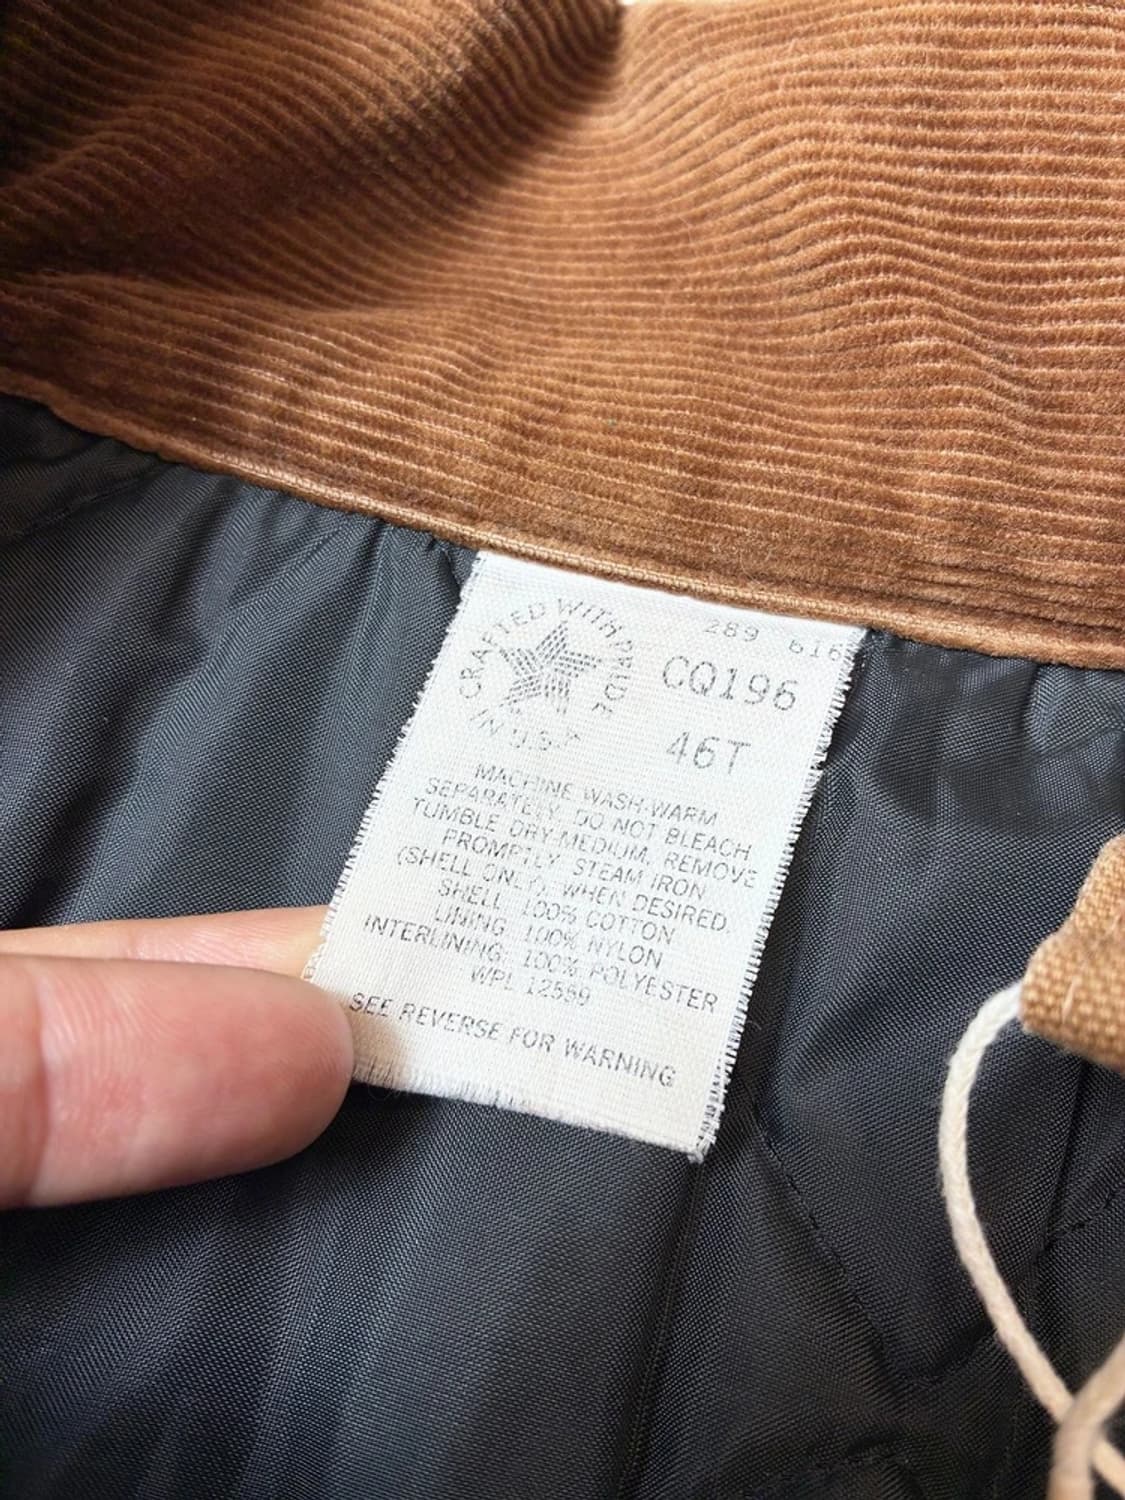 CRAFTED WITH PRIDE
IN U.S.A.
289 616
CQ196
46T
MACHINE WASH-WARM
SEPARATELY. DO NOT BLEACH
TUMBLE DRY-MEDIUM, REMOVE
PROMPTLY STEAM IRON
(SHELL ONLY), WHEN DESIRED.
SHELL 100% COTTON
LINING 100% NYLON
INTERLINING: 100% POLYESTER
WPL 12559
SEE REVERSE FOR WARNING